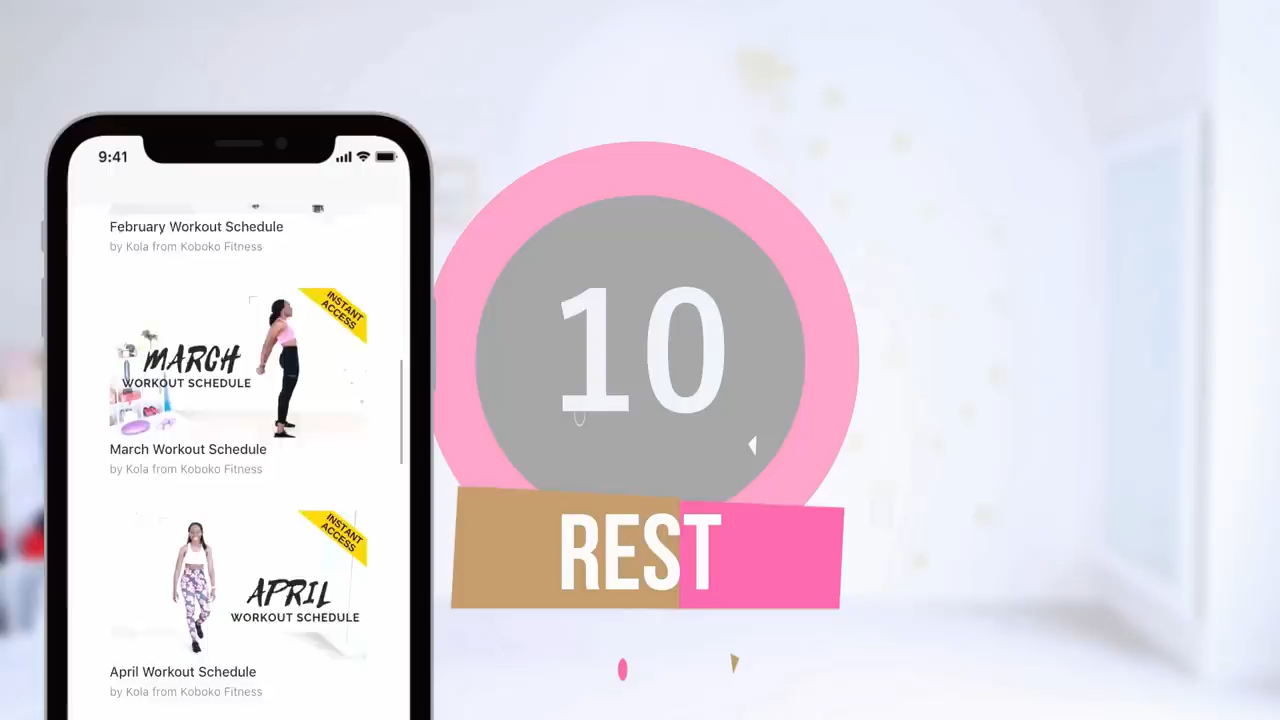 9:41
February Workout Schedule
by Kola from Koboko Fitness
INSTANT
ACCESS
MARCH
WORKOUT SCHEDULE
March Workout Schedule
by Kola from Koboko Fitness
INSTANT
ACCESS
APRIL
WORKOUT SCHEDULE
April Workout Schedule
by Kola from Koboko Fitness
10
REST